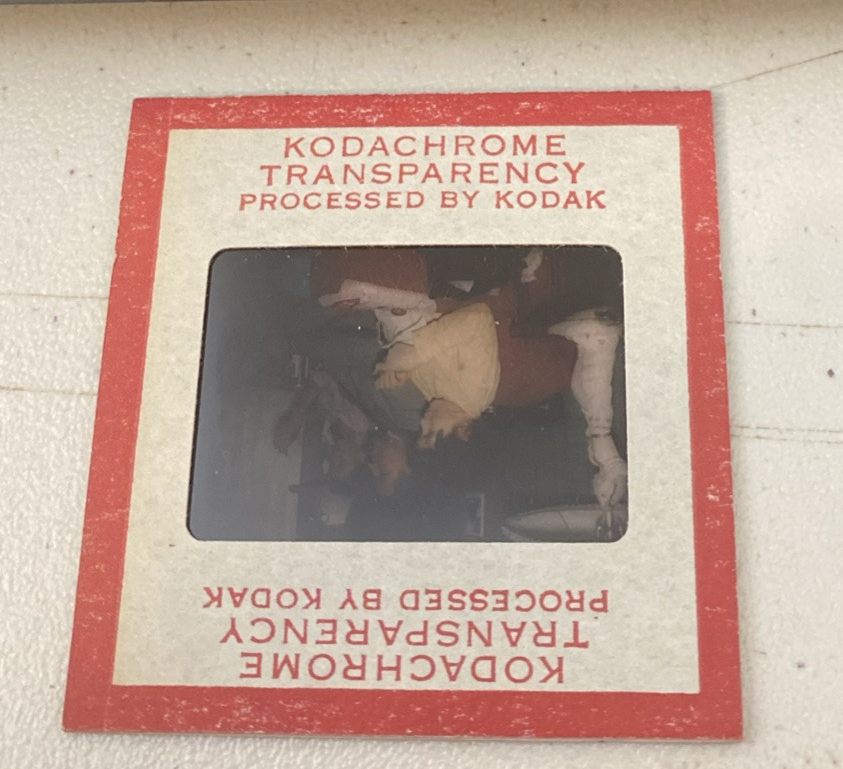 KODACHROME
TRANSPARENCY
PROCESSED BY KODAK
KODACHROME
TRANSPARENCY
PROCESSED BY KODAK